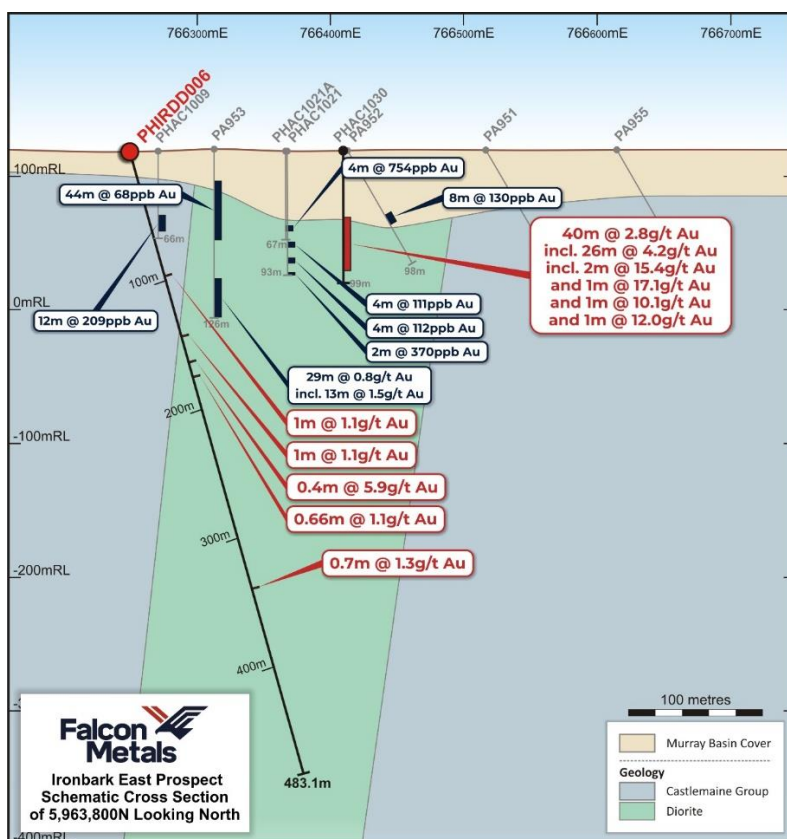 766300mE
766400mE
766500mE
766600mE
766700mE
PHIRDD006
PHAC1009
PA953
PHAC1021A
PHAC1021
PHAC1030
PA952
PA951
PA955
100mRL
0mRL
-100mRL
-200mRL
-400mRL
44m @ 68ppb Au
4m @ 754ppb Au
8m @ 130ppb Au
40m @ 2.8g/t Au
incl. 26m @ 4.2g/t Au
incl. 2m @ 15.4g/t Au
and 1m @ 17.1g/t Au
and 1m @ 10.1g/t Au
and 1m @ 12.0g/t Au
66m
67m
93m
99m
98m
126m
100m
12m @ 209ppb Au
4m @ 111ppb Au
4m @ 112ppb Au
2m @ 370ppb Au
29m @ 0.8g/t Au
incl. 13m @ 1.5g/t Au
200m
1m @ 1.1g/t Au
1m @ 1.1g/t Au
0.4m @ 5.9g/t Au
0.66m @ 1.1g/t Au
300m
0.7m @ 1.3g/t Au
400m
483.1m
Falcon
Metals
Ironbark East Prospect
Schematic Cross Section
of 5,963,800N Looking North
100 metres
Murray Basin Cover
Geology
Castlemaine Group
Diorite